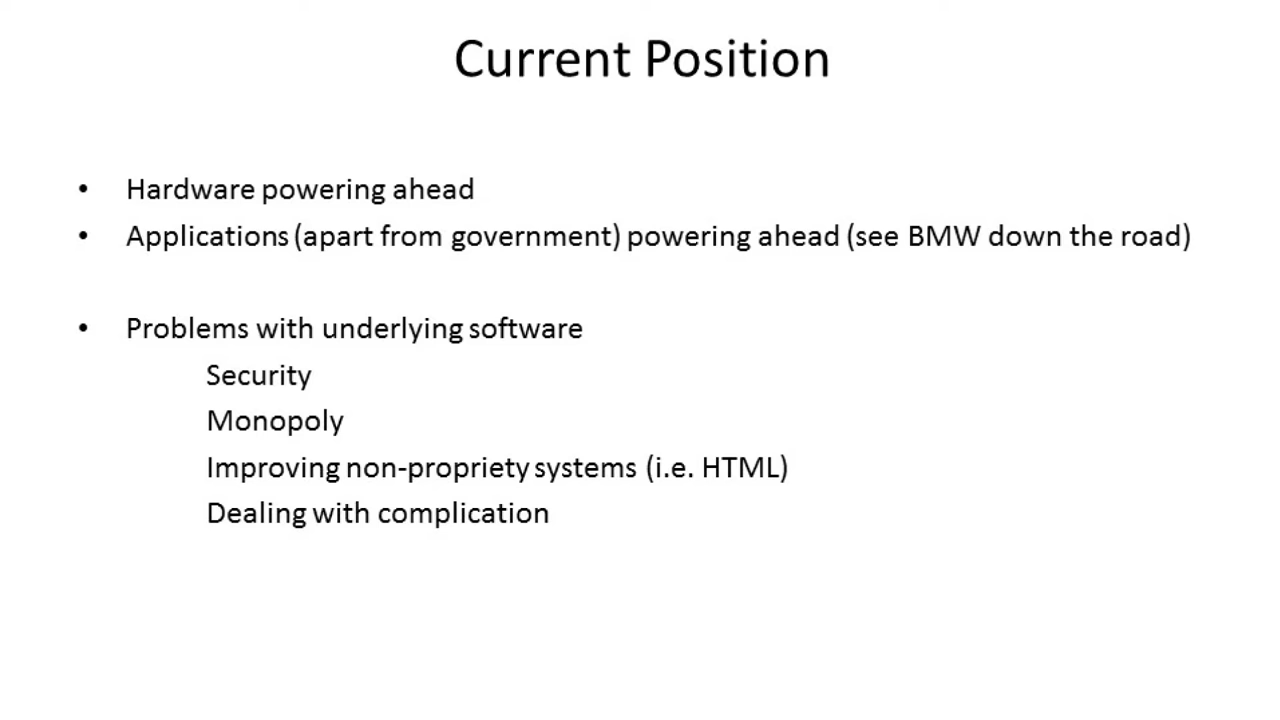 Current Position
• Hardware powering ahead
• Applications (apart from government) powering ahead (see BMW down the road)
• Problems with underlying software
Security
Monopoly
Improving non-propriety systems (i.e. HTML)
Dealing with complication